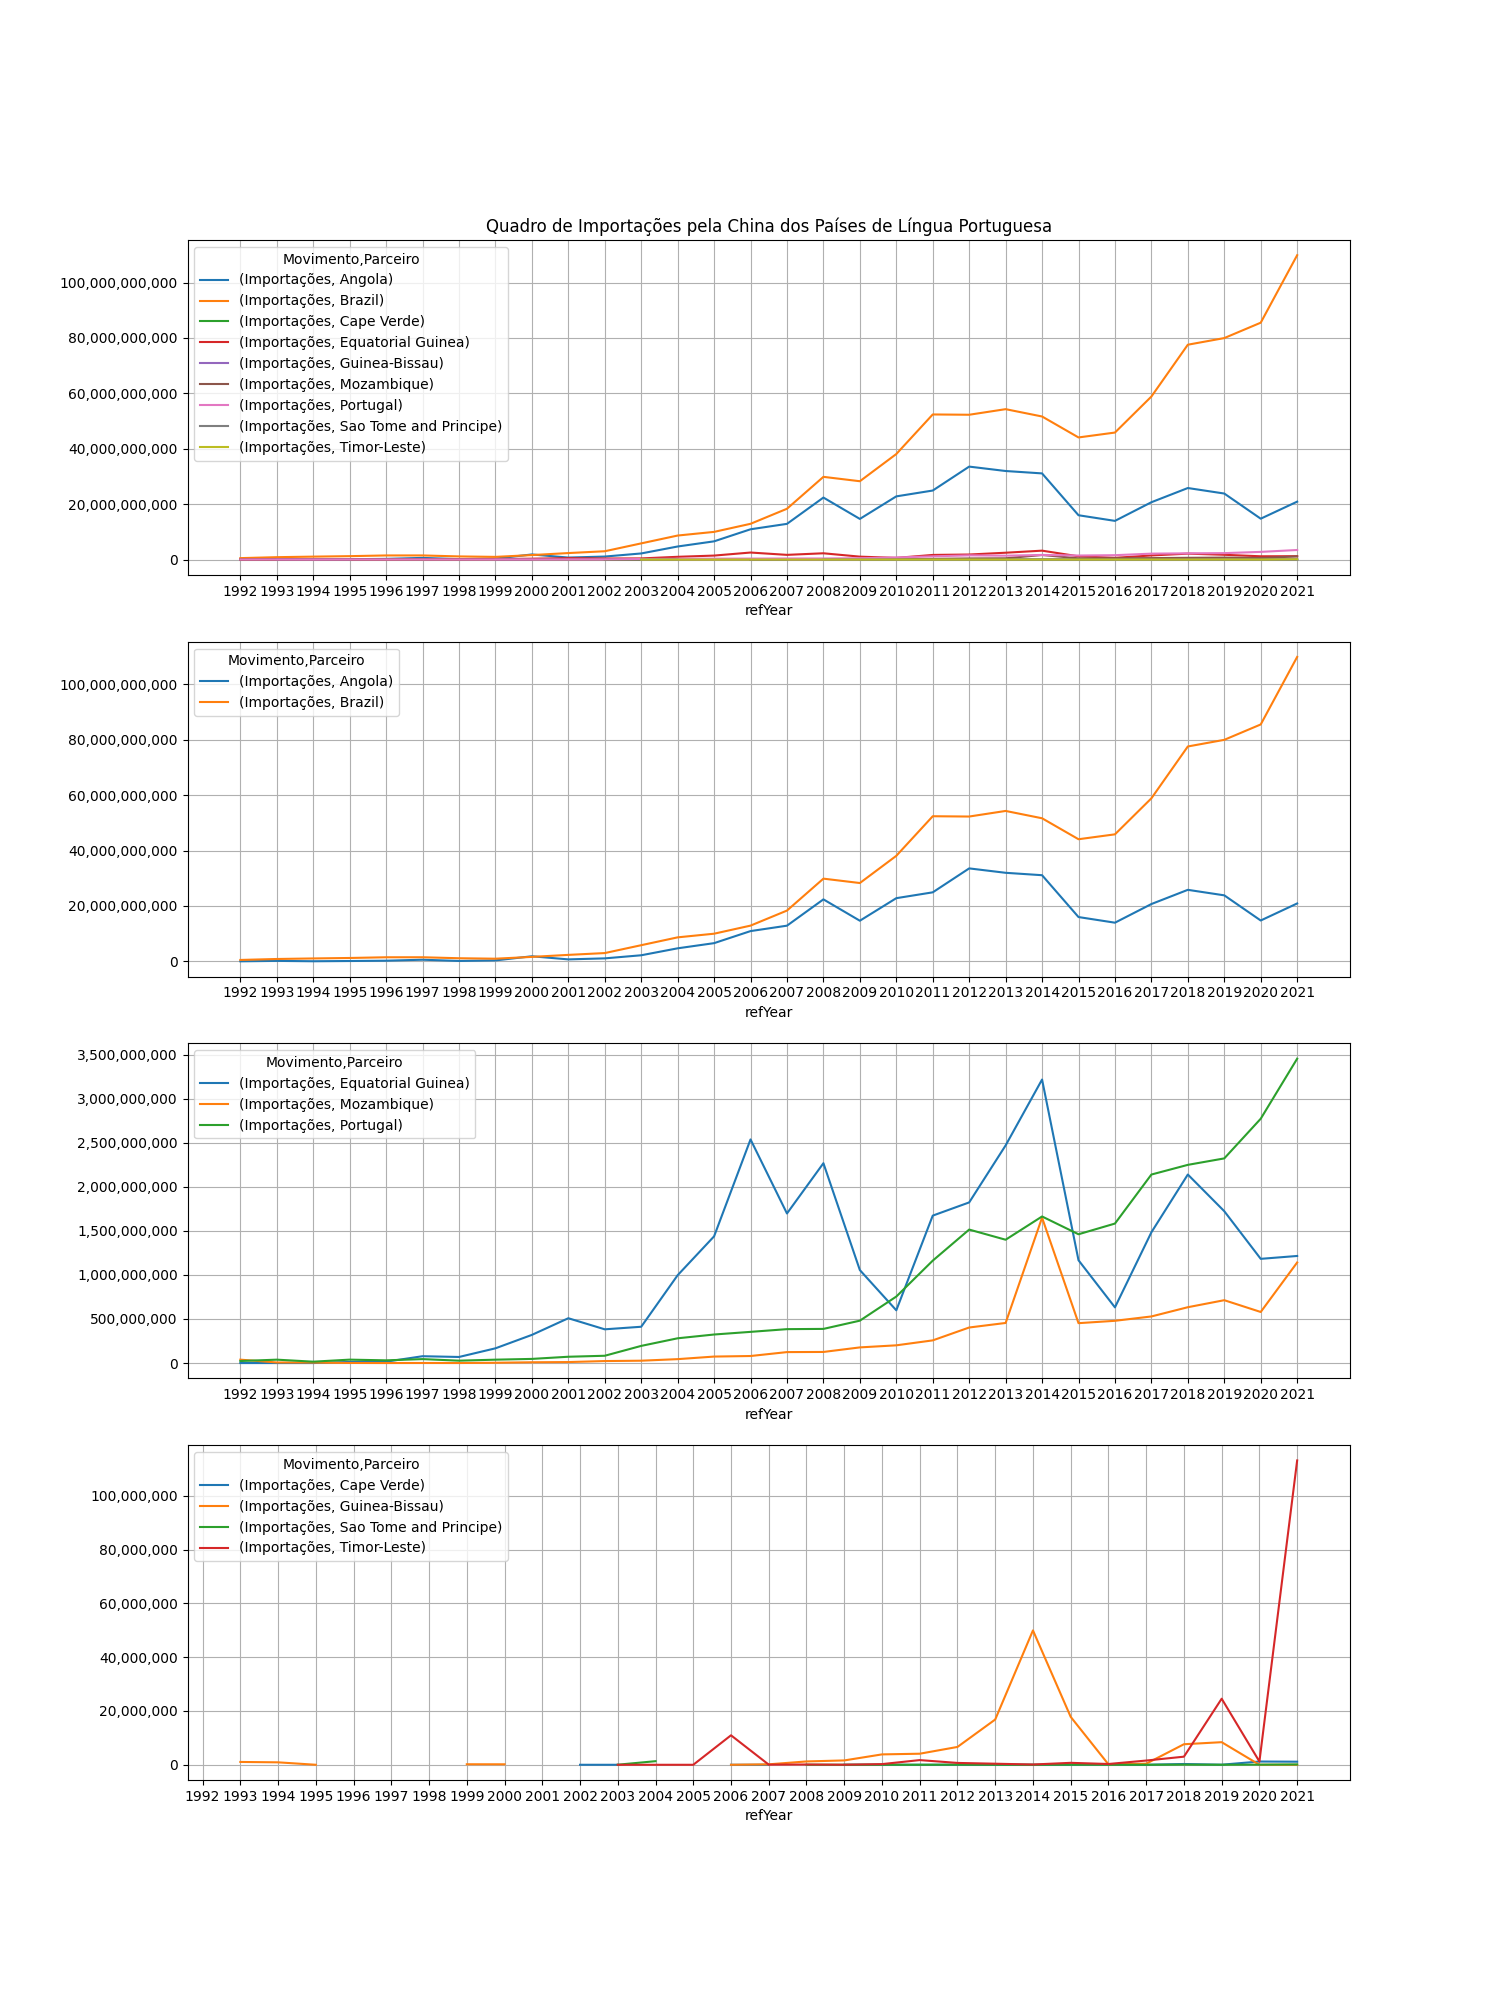 Quadro de Importações pela China dos Países de Língua Portuguesa
Movimento,Parceiro
(Importações, Angola)
(Importações, Brazil)
(Importações, Cape Verde)
(Importações, Equatorial Guinea)
(Importações, Guinea-Bissau)
(Importações, Mozambique)
(Importações, Portugal)
(Importações, Sao Tome and Principe)
(Importações, Timor-Leste)
100,000,000,000
80,000,000,000
60,000,000,000
40,000,000,000
20,000,000,000
0
1992 1993 1994 1995 1996 1997 1998 1999 2000 2001 2002 2003 2004 2005 2006 2007 2008 2009 2010 2011 2012 2013 2014 2015 2016 2017 2018 2019 2020 2021
refYear
Movimento,Parceiro
(Importações, Angola)
(Importações, Brazil)
100,000,000,000
80,000,000,000
60,000,000,000
40,000,000,000
20,000,000,000
0
1992 1993 1994 1995 1996 1997 1998 1999 2000 2001 2002 2003 2004 2005 2006 2007 2008 2009 2010 2011 2012 2013 2014 2015 2016 2017 2018 2019 2020 2021
refYear
Movimento,Parceiro
(Importações, Equatorial Guinea)
(Importações, Mozambique)
(Importações, Portugal)
3,500,000,000
3,000,000,000
2,500,000,000
2,000,000,000
1,500,000,000
1,000,000,000
500,000,000
0
1992 1993 1994 1995 1996 1997 1998 1999 2000 2001 2002 2003 2004 2005 2006 2007 2008 2009 2010 2011 2012 2013 2014 2015 2016 2017 2018 2019 2020 2021
refYear
Movimento,Parceiro
(Importações, Cape Verde)
(Importações, Guinea-Bissau)
(Importações, Sao Tome and Principe)
(Importações, Timor-Leste)
100,000,000
80,000,000
60,000,000
40,000,000
20,000,000
0
1992 1993 1994 1995 1996 1997 1998 1999 2000 2001 2002 2003 2004 2005 2006 2007 2008 2009 2010 2011 2012 2013 2014 2015 2016 2017 2018 2019 2020 2021
refYear